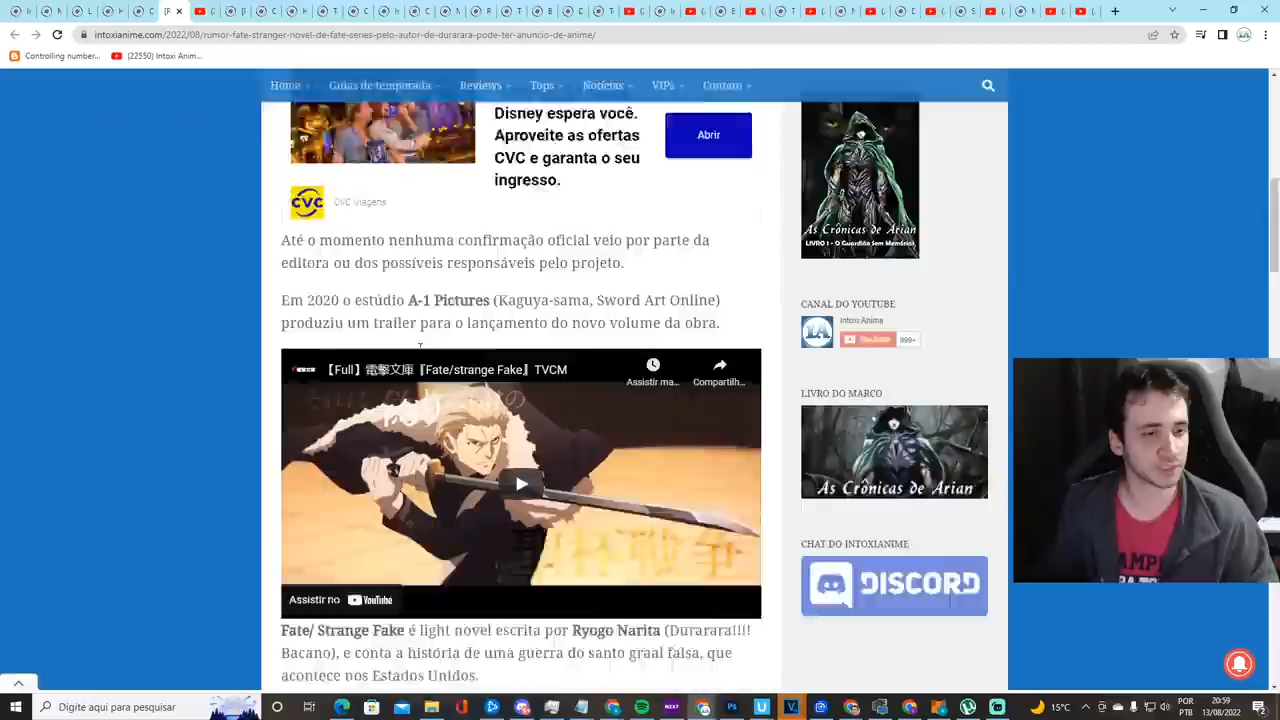 intoxianime.com/2022/08/rumor-fate-stranger-novel-de-fate-series-pelo-autor-de-durarara-pode-ter-anuncio-de-anime/
Controlling number...
(22550) Intoxi Anim...
Home
Guias de temporada
Reviews
Tops
Notícias
VIPs
Contato
Disney espera você.
Aproveite as ofertas
CVC e garanta o seu
ingresso.
Abrir
CVC
CVC Viagens
Até o momento nenhuma confirmação oficial veio por parte da
editora ou dos possíveis responsáveis pelo projeto.
Em 2020 o estúdio A-1 Pictures (Kaguya-sama, Sword Art Online)
produziu um trailer para o lançamento do novo volume da obra.
【Full】電撃文庫『Fate/strange Fake』TVCM
Assistir ma...
Compartilh...
Assistir no YouTube
Fate/ Strange Fake é light novel escrita por Ryogo Narita (Durarara!!!!
Bacano), e conta a história de uma guerra do santo graal falsa, que
acontece nos Estados Unidos.
As Crônicas de Arian
LIVRO 1 - O Guardião Sem Memórias
CANAL DO YOUTUBE
IA
Intoxi Anime
YouTube
999+
LIVRO DO MARCO
As Crônicas de Arian
CHAT DO INTOXIANIME
DISCORD
Digite aqui para pesquisar
NEXT
15°C
POR
PTB
20:59
13/08/2022